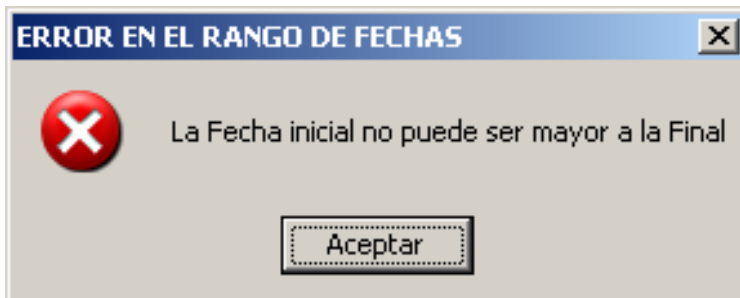 ERROR EN EL RANGO DE FECHAS
La Fecha inicial no puede ser mayor a la Final
Aceptar